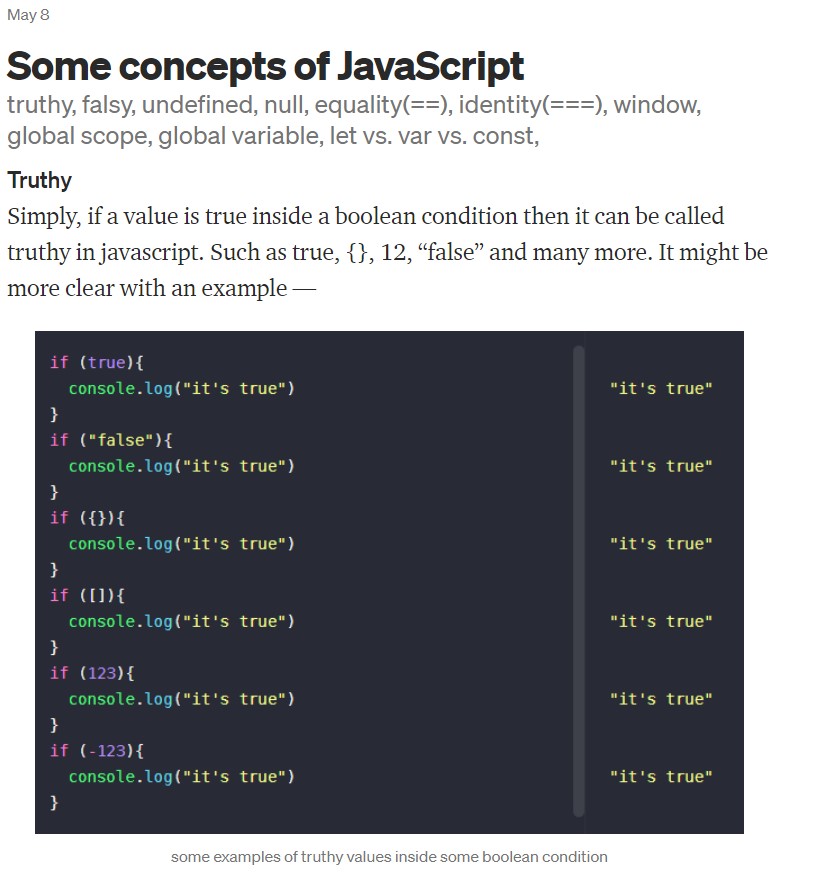 May 8
Some concepts of JavaScript
truthy, falsy, undefined, null, equality(==), identity(===), window,
global scope, global variable, let vs. var vs. const,
Truthy
Simply, if a value is true inside a boolean condition then it can be called
truthy in javascript. Such as true, {}, 12, “false” and many more. It might be
more clear with an example —
if (true){
  console.log("it's true")
}
if ("false"){
  console.log("it's true")
}
if ({}){
  console.log("it's true")
}
if ([]){
  console.log("it's true")
}
if (123){
  console.log("it's true")
}
if (-123){
  console.log("it's true")
}
"it's true"
"it's true"
"it's true"
"it's true"
"it's true"
"it's true"
some examples of truthy values inside some boolean condition